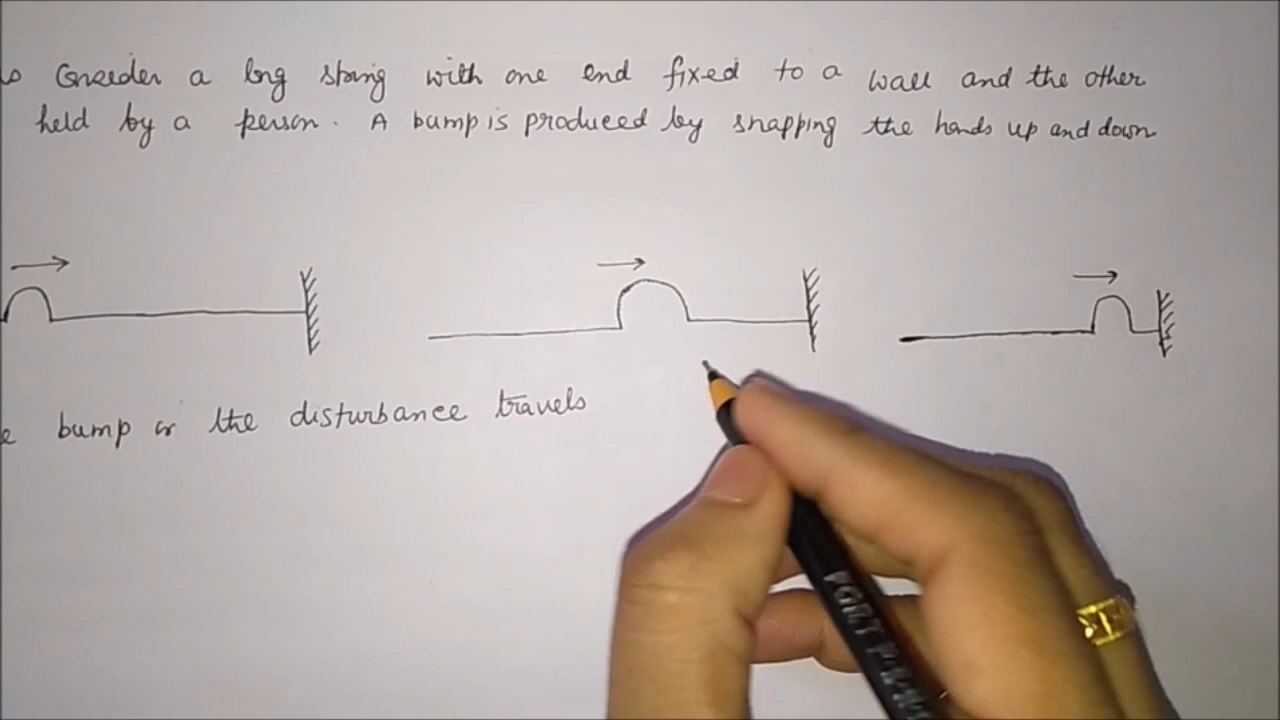 Consider a long string with one end fixed to a wall and the other
held by a person. A bump is produced by snapping the hands up and down
e bump or the disturbance travels